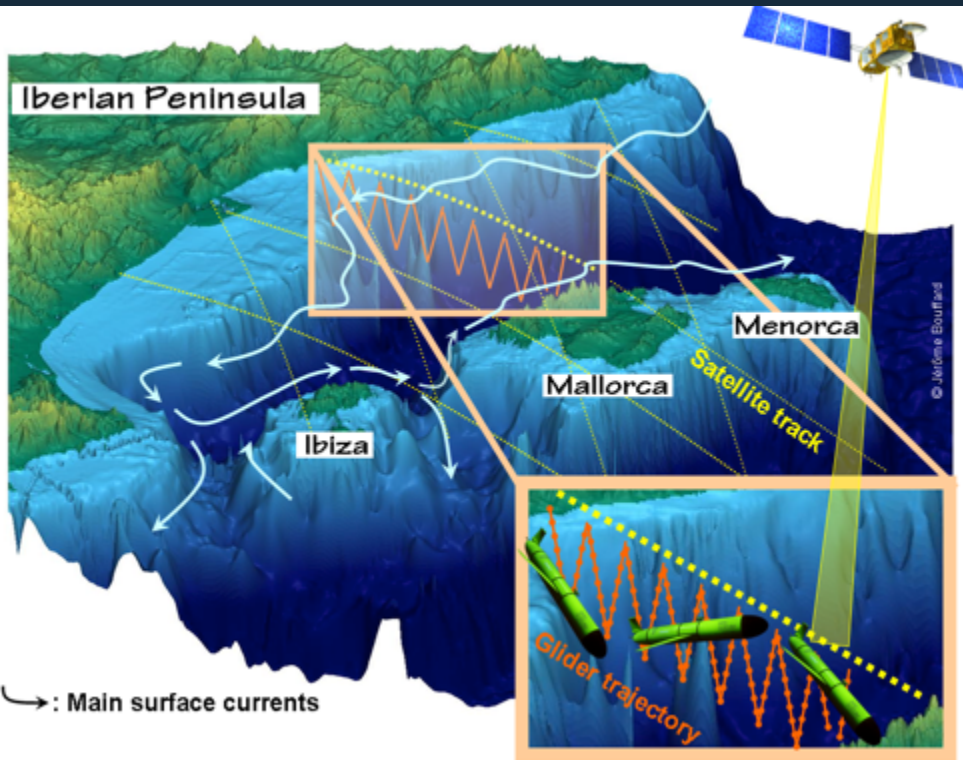 Iberian Peninsula
Menorca
Mallorca
Satellite track
Ibiza
© Jérôme Bouffard
Glider trajectory
: Main surface currents